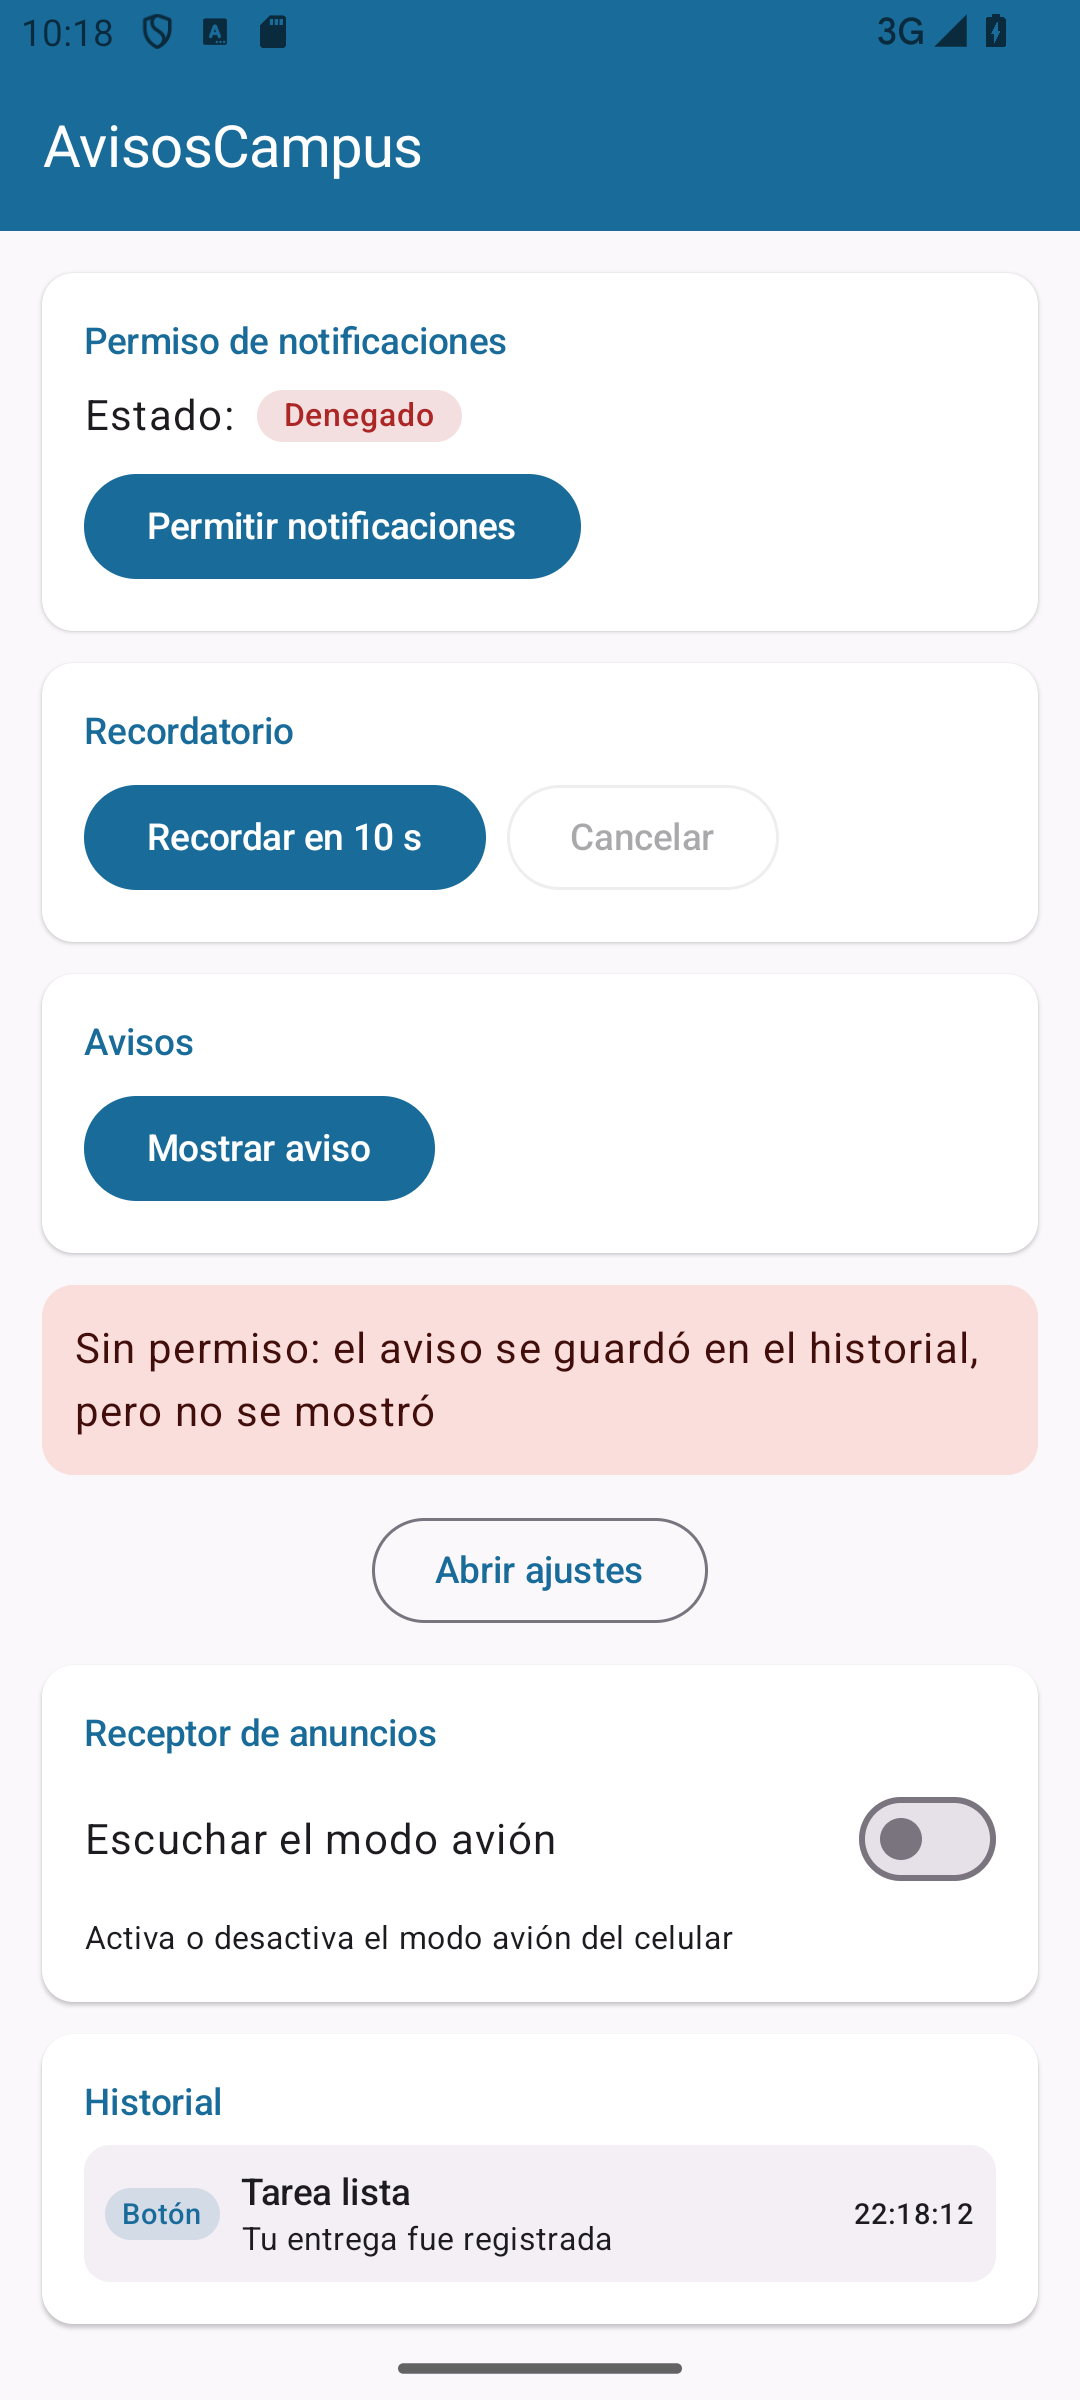 10:18
3G
AvisosCampus
Permiso de notificaciones
Estado: Denegado
Permitir notificaciones
Recordatorio
Recordar en 10 s
Cancelar
Avisos
Mostrar aviso
Sin permiso: el aviso se guardó en el historial,
pero no se mostró
Abrir ajustes
Receptor de anuncios
Escuchar el modo avión
Activa o desactiva el modo avión del celular
Historial
Botón
Tarea lista
Tu entrega fue registrada
22:18:12